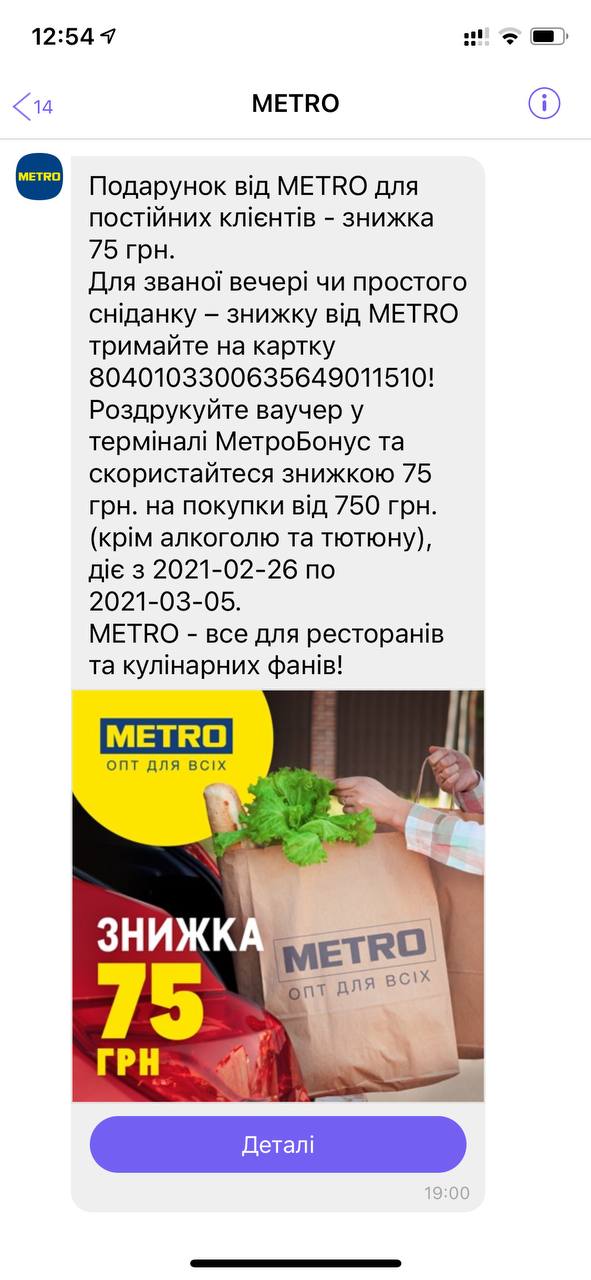 12:54
14
METRO
METRO
Подарунок від METRO для
постійних клієнтів - знижка
75 грн.
Для званої вечері чи простого
сніданку – знижку від METRO
тримайте на картку
8040103300635649011510!
Роздрукуйте ваучер у
терміналі МетроБонус та
скористайтеся знижкою 75
грн. на покупки від 750 грн.
(крім алкоголю та тютюну),
діє з 2021-02-26 по
2021-03-05.
METRO - все для ресторанів
та кулінарних фанів!
METRO
ОПТ ДЛЯ ВСІХ
ЗНИЖКА
75
ГРН
METRO
ОПТ ДЛЯ ВСІХ
Деталі
19:00